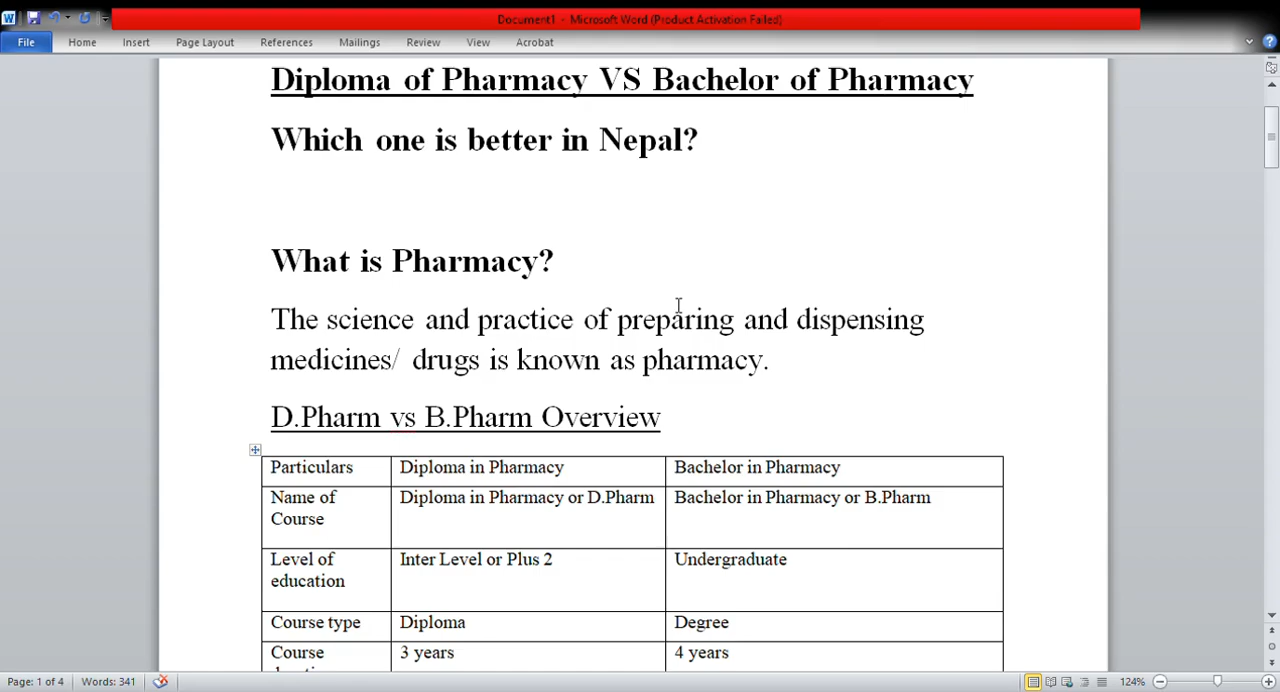 Document1 - Microsoft Word (Product Activation Failed)
File Home Insert Page Layout References Mailings Review View Acrobat
Diploma of Pharmacy VS Bachelor of Pharmacy
Which one is better in Nepal?
What is Pharmacy?
The science and practice of preparing and dispensing
medicines/ drugs is known as pharmacy.
D.Pharm vs B.Pharm Overview
Particulars Diploma in Pharmacy Bachelor in Pharmacy
Name of Diploma in Pharmacy or D.Pharm Bachelor in Pharmacy or B.Pharm
Course
Level of Inter Level or Plus 2 Undergraduate
education
Course type Diploma Degree
Course 3 years 4 years
Page: 1 of 4 Words: 341 124%